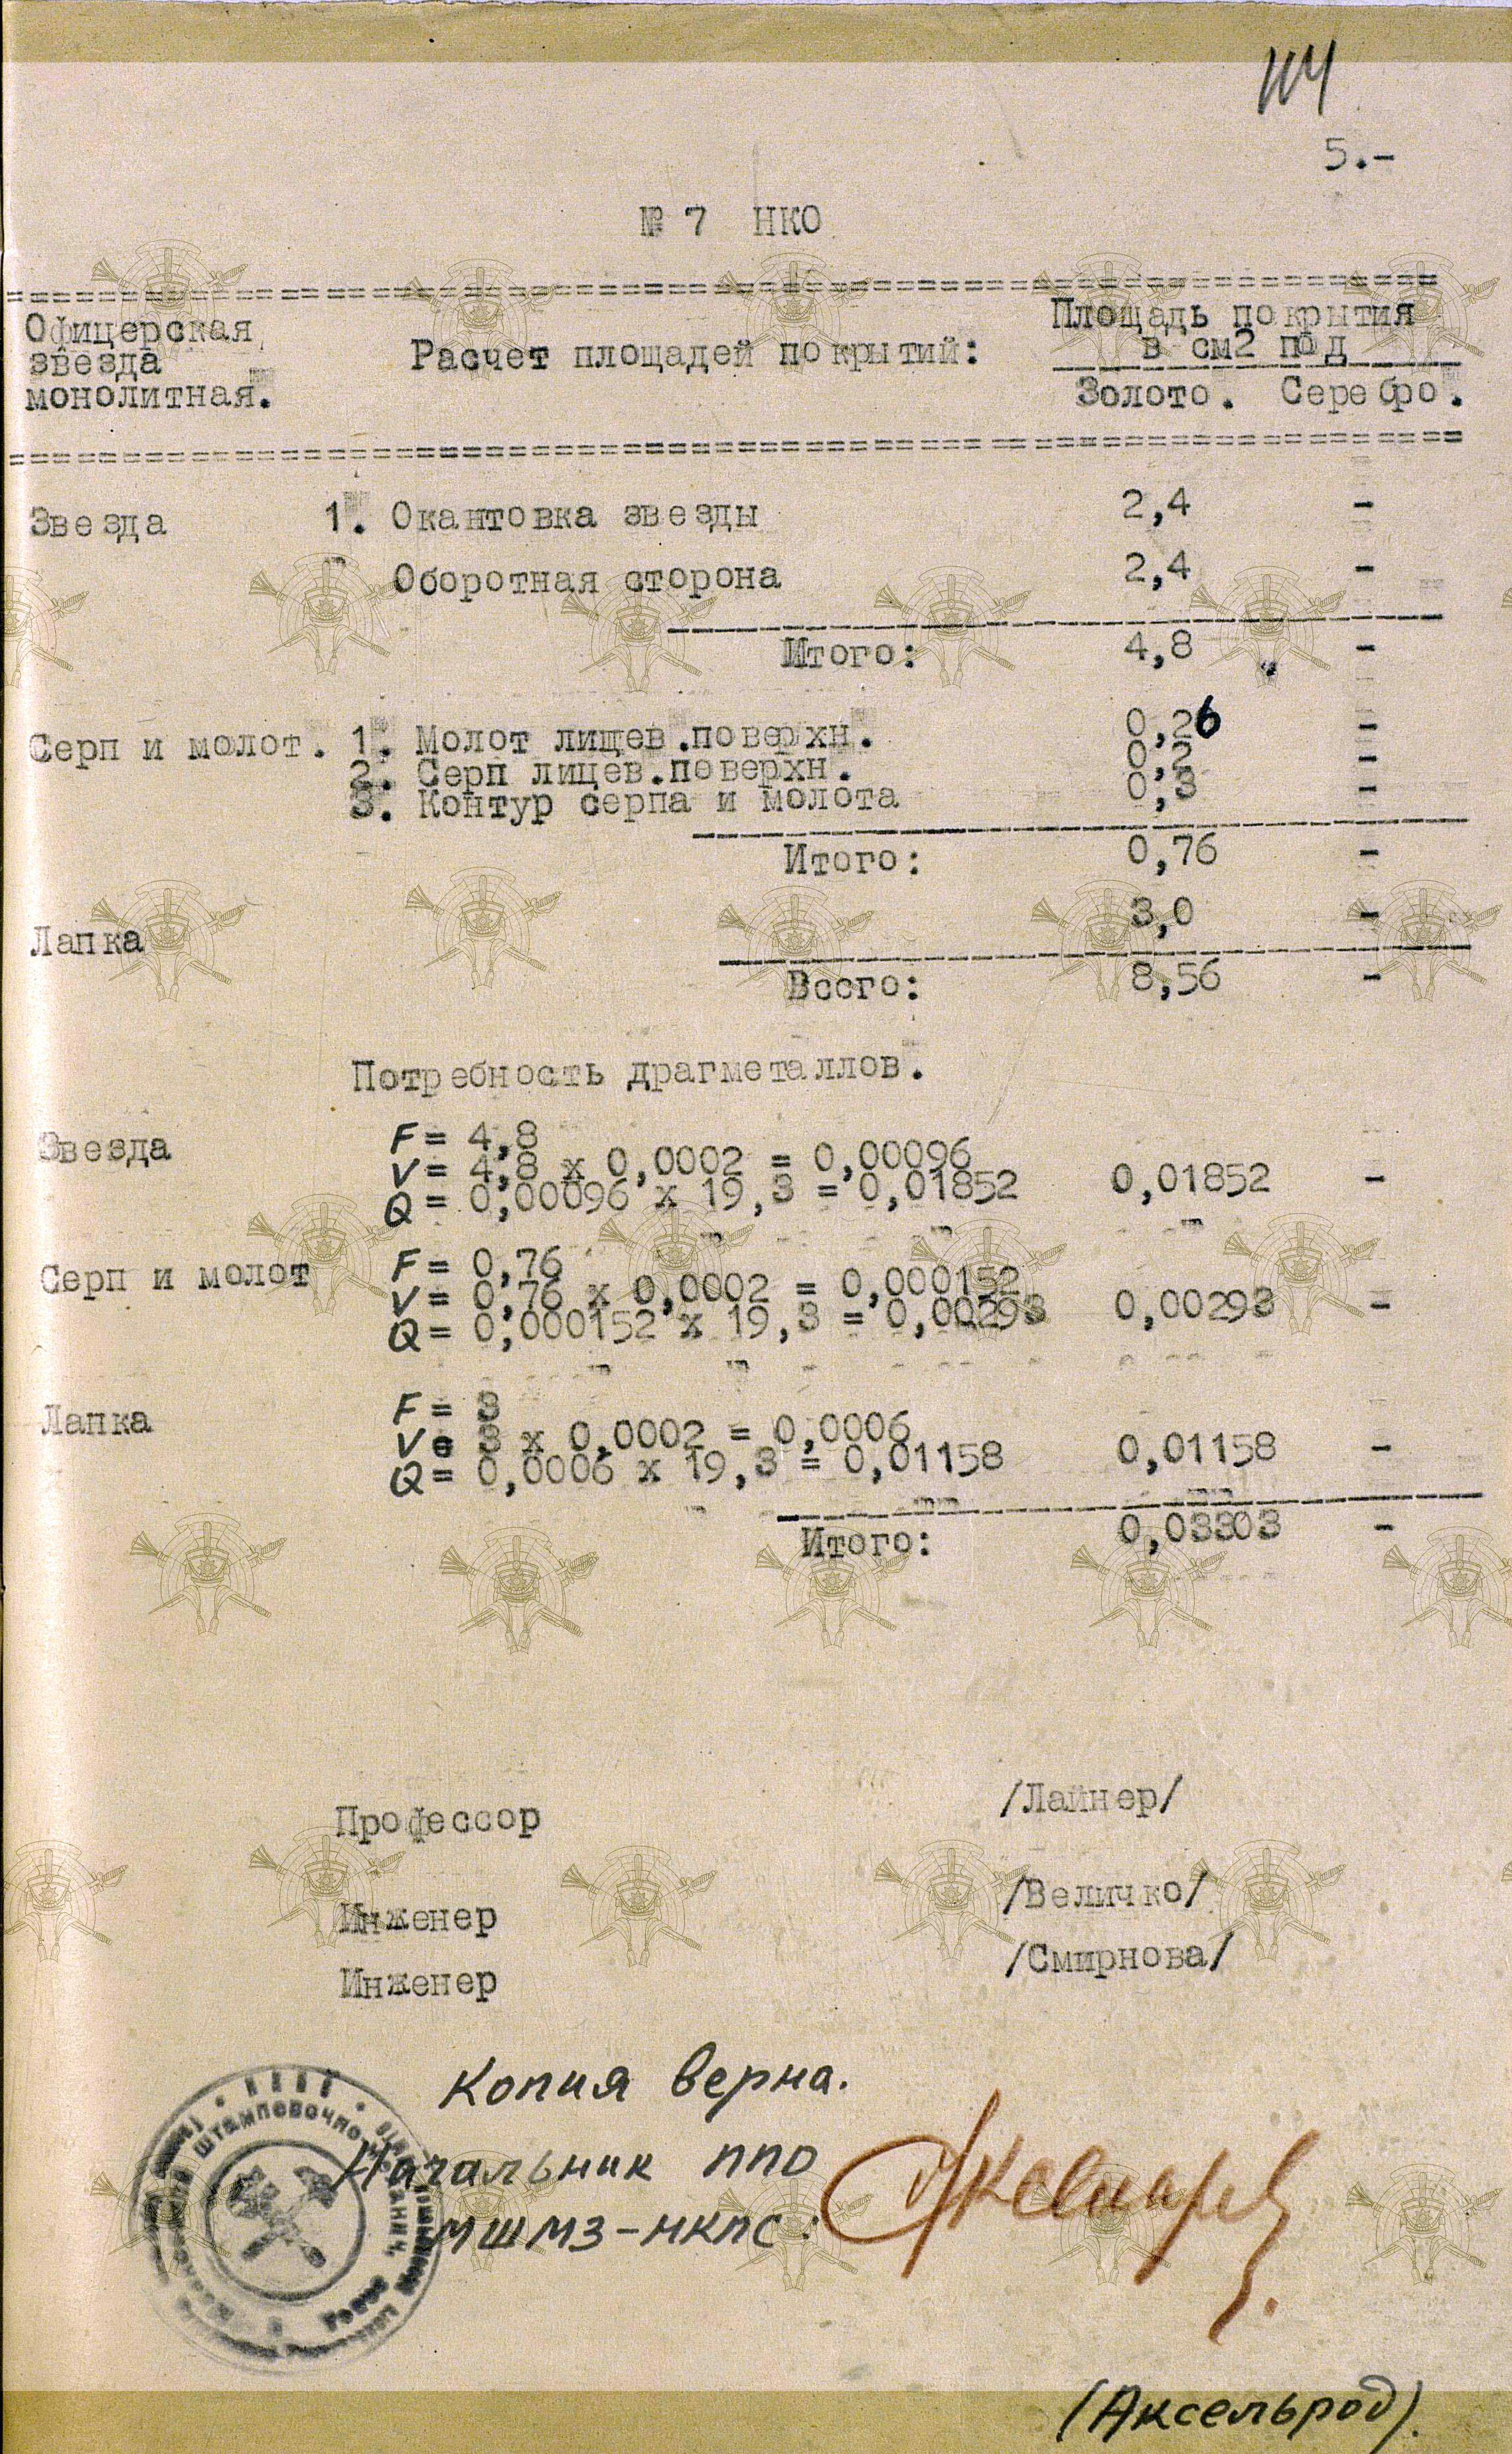 114
5.-
№ 7 НКО
Офицерская звезда монолитная.
Расчет площадей покрытий:
Площадь покрытия
в см2 под
Золото. Серебро.
Звезда 1. Окантовка звезды 2,4 -
Оборотная сторона 2,4 -
Итого: 4,8 -
Серп и молот. 1. Молот лицев.поверхн. 0,26 -
2. Серп лицев.поверхн. 0,2 -
3. Контур серпа и молота 0,3 -
Итого: 0,76 -
Лапка 3,0 -
Всего: 8,56 -
Потребность драгметаллов.
Звезда F = 4,8
V = 4,8 x 0,0002 = 0,00096
Q = 0,00096 x 19,3 = 0,01852 0,01852 -
Серп и молот F = 0,76
V = 0,76 x 0,0002 = 0,000152
Q = 0,000152 x 19,3 = 0,00293 0,00293 -
Лапка F = 3
V = 3 x 0,0002 = 0,0006
Q = 0,0006 x 19,3 = 0,01158 0,01158 -
Итого: 0,03303 -
Профессор /Лайнер/
Инженер /Величко/
Инженер /Смирнова/
Копия верна.
Начальник ППО
МШМЗ-НКПС:
(Аксельрод).
штамповочно